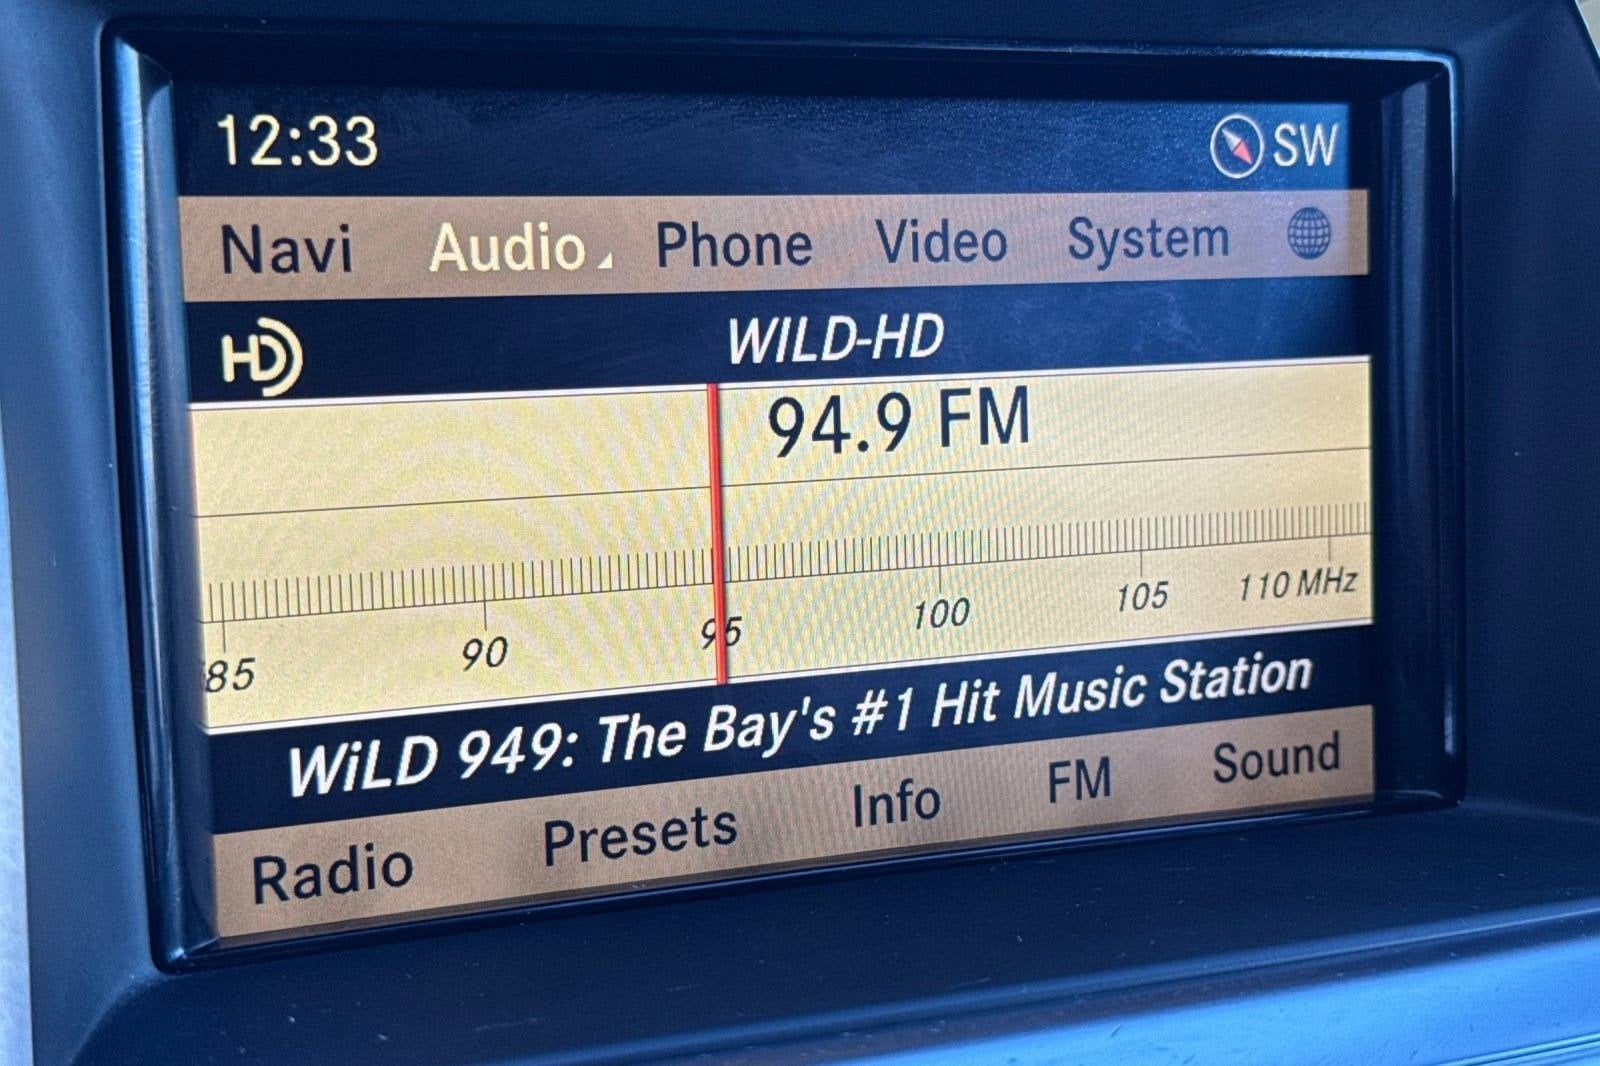 12:33 SW
Navi Audio Phone Video System
HD WILD-HD
94.9 FM
85 90 95 100 105 110 MHz
WiLD 949: The Bay's #1 Hit Music Station
Radio Presets Info FM Sound